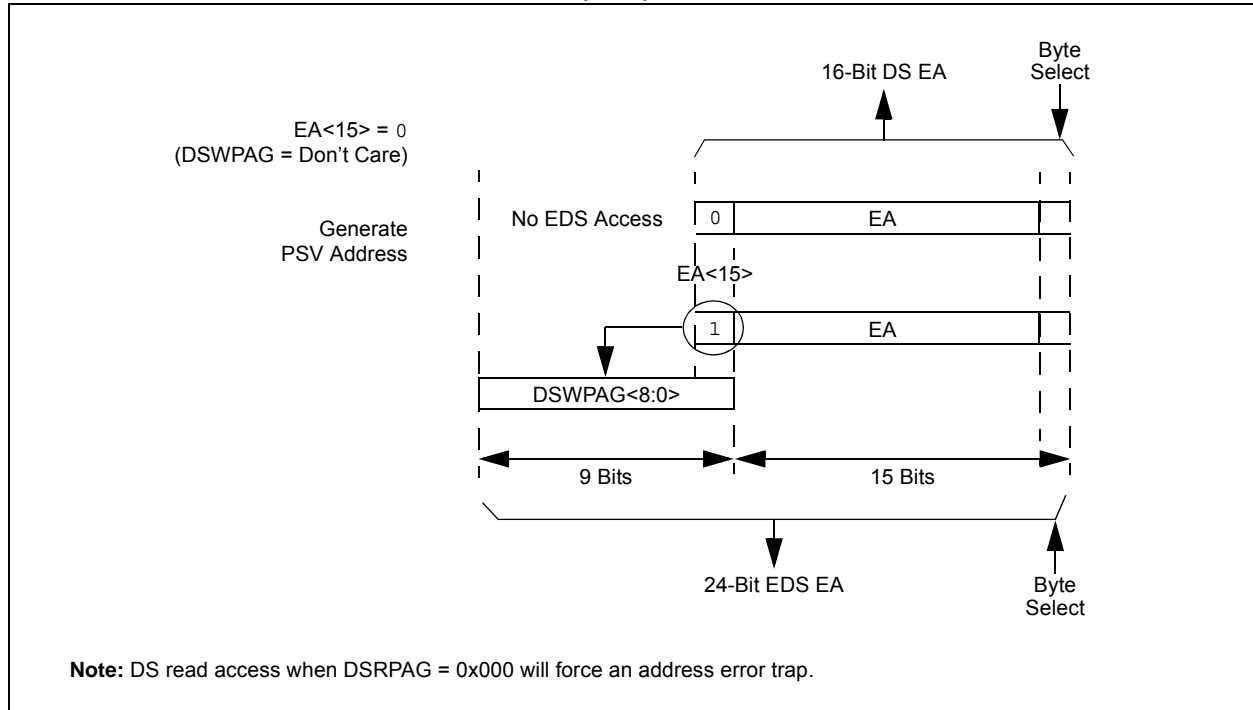 16-Bit DS EA
Byte
Select
EA<15> = 0
(DSWPAG = Don't Care)
No EDS Access
0
EA
Generate
PSV Address
EA<15>
1
EA
DSWPAG<8:0>
9 Bits
15 Bits
24-Bit EDS EA
Byte
Select
Note: DS read access when DSRPAG = 0x000 will force an address error trap.